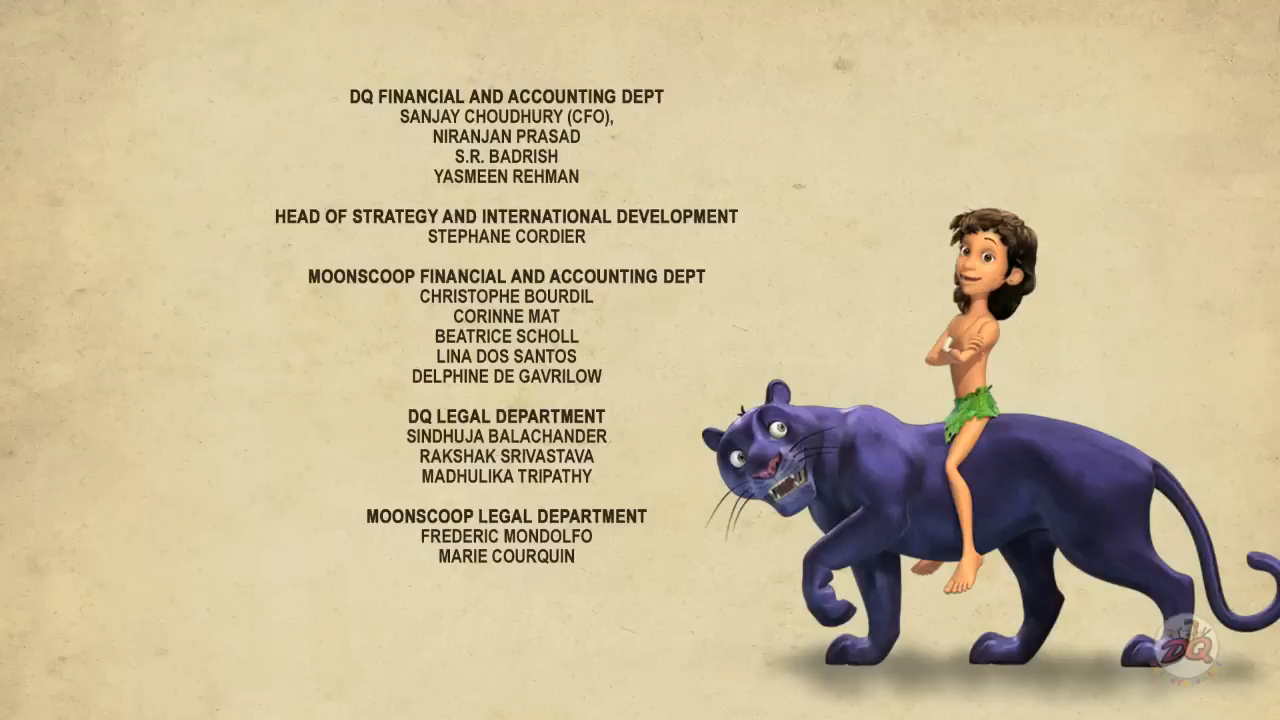 DQ FINANCIAL AND ACCOUNTING DEPT
SANJAY CHOUDHURY (CFO),
NIRANJAN PRASAD
S.R. BADRISH
YASMEEN REHMAN
HEAD OF STRATEGY AND INTERNATIONAL DEVELOPMENT
STEPHANE CORDIER
MOONSCOOP FINANCIAL AND ACCOUNTING DEPT
CHRISTOPHE BOURDIL
CORINNE MAT
BEATRICE SCHOLL
LINA DOS SANTOS
DELPHINE DE GAVRILOW
DQ LEGAL DEPARTMENT
SINDHUJA BALACHANDER
RAKSHAK SRIVASTAVA
MADHULIKA TRIPATHY
MOONSCOOP LEGAL DEPARTMENT
FREDERIC MONDOLFO
MARIE COURQUIN
DQ